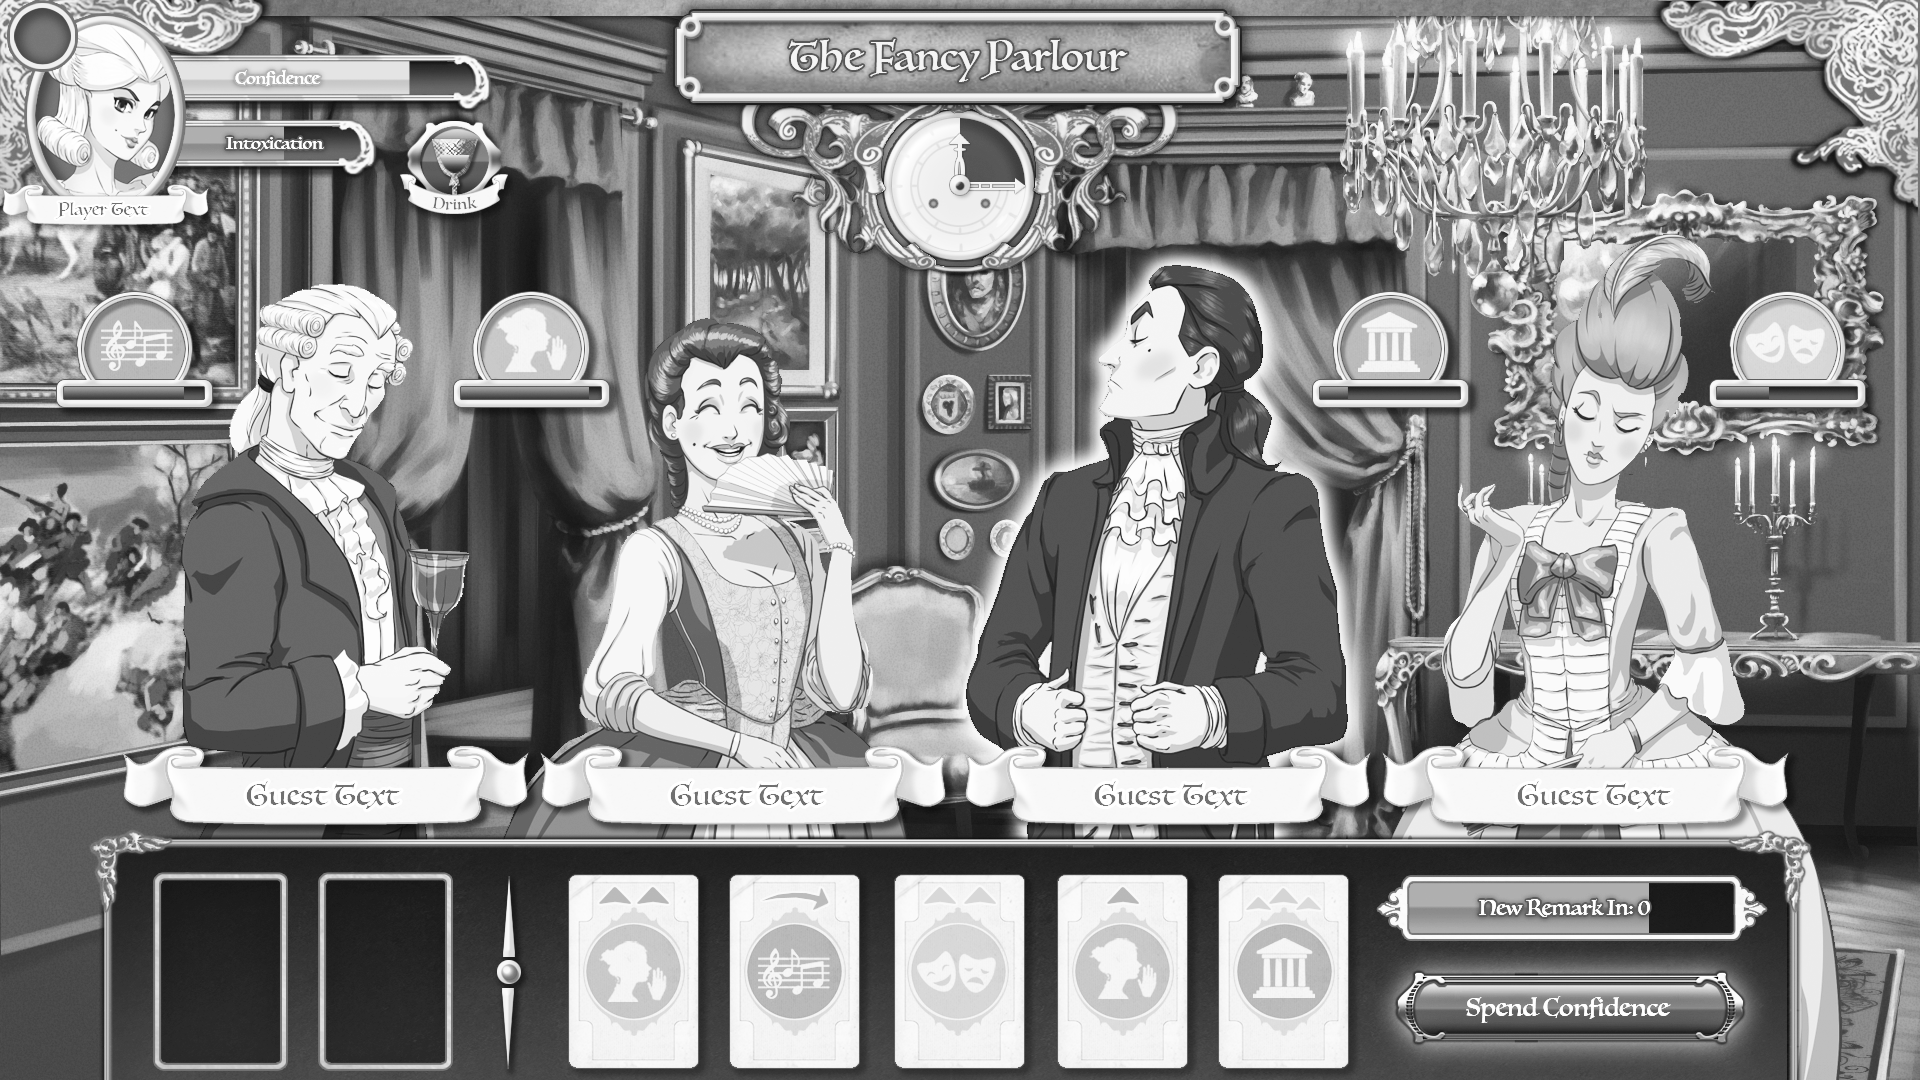 The Fancy Parlour
Confidence
Intoxication
Player Text
Drink
Guest Text
Guest Text
Guest Text
Guest Text
New Remark In: 0
Spend Confidence